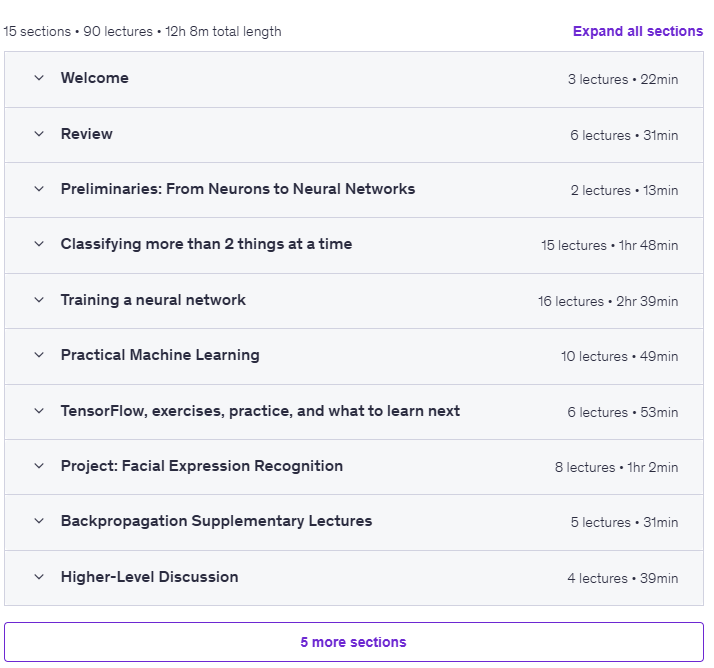 15 sections • 90 lectures • 12h 8m total length Expand all sections
Welcome 3 lectures • 22min
Review 6 lectures • 31min
Preliminaries: From Neurons to Neural Networks 2 lectures • 13min
Classifying more than 2 things at a time 15 lectures • 1hr 48min
Training a neural network 16 lectures • 2hr 39min
Practical Machine Learning 10 lectures • 49min
TensorFlow, exercises, practice, and what to learn next 6 lectures • 53min
Project: Facial Expression Recognition 8 lectures • 1hr 2min
Backpropagation Supplementary Lectures 5 lectures • 31min
Higher-Level Discussion 4 lectures • 39min
5 more sections